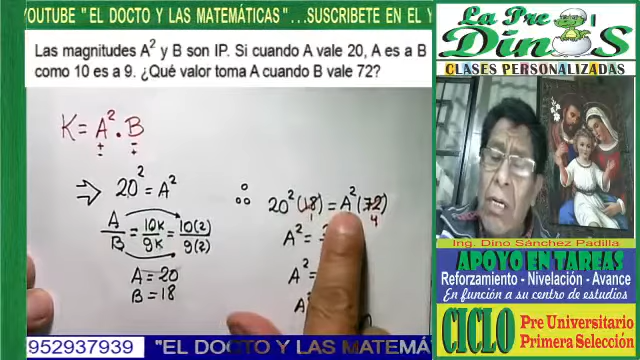 YOUTUBE "EL DOCTO Y LAS MATEMÁTICAS"...SUSCRIBETE EN EL Y
Las magnitudes A² y B son IP. Si cuando A vale 20, A es a B
como 10 es a 9. ¿Qué valor toma A cuando B vale 72?
K = A² . B
20² = A²
A/B = 10K/9K = 10(2)/9(2)
A = 20
B = 18
∴ 20²(18) = A²(72)
1 4
A² =
A² =
A²
952937939 "EL DOCTO Y LAS MATEMÁ
La Pre
DinoS
CLASES PERSONALIZADAS
Ing. Dino Sánchez Padilla
APOYO EN TAREAS
Reforzamiento - Nivelación - Avance
En función a su centro de estudios
CICLO Pre Universitario
Primera Selección